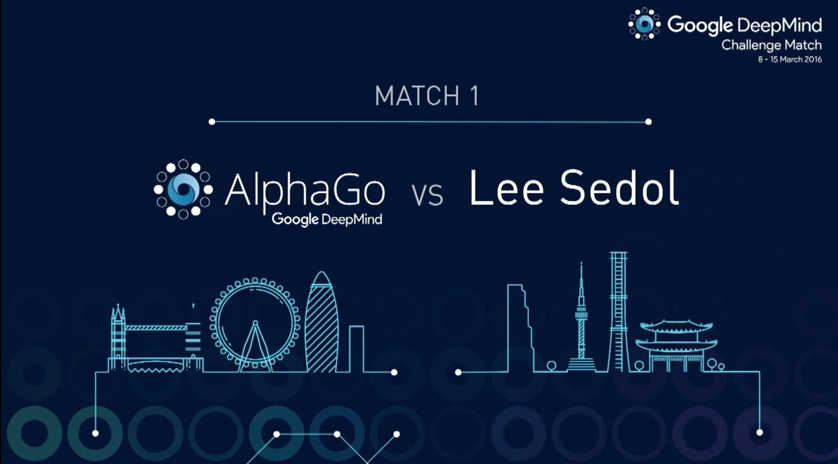 Google DeepMind
Challenge Match
8 - 15 March 2016
MATCH 1
AlphaGo vs Lee Sedol
Google DeepMind